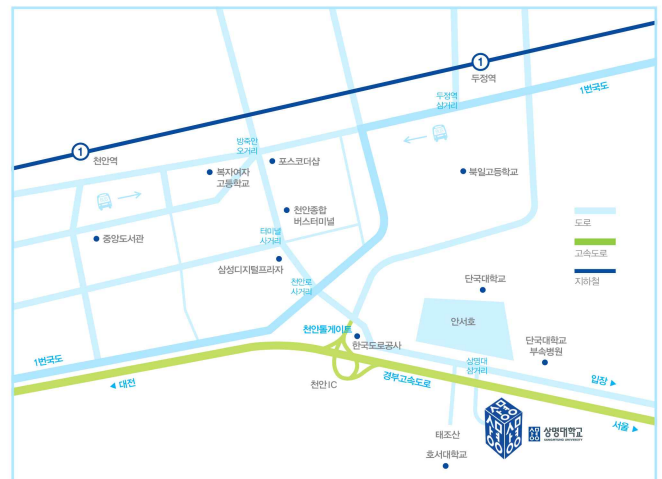 1
두정역
1번국도
두정역
삼거리
방죽안
오거리
1
천안역
포스코더샵
복자여자
고등학교
북일고등학교
천안종합
버스터미널
중앙도서관
터미널
사거리
도로
고속도로
지하철
삼성디지털프라자
천안로
사거리
단국대학교
안서호
천안톨게이트
한국도로공사
단국대학교
부속병원
1번국도
◀ 대전
천안 IC
경부고속도로
상명대
삼거리
입장 ▶
서울 ▶
태조산
호서대학교
상명대학교
SANGMYUNG UNIVERSITY